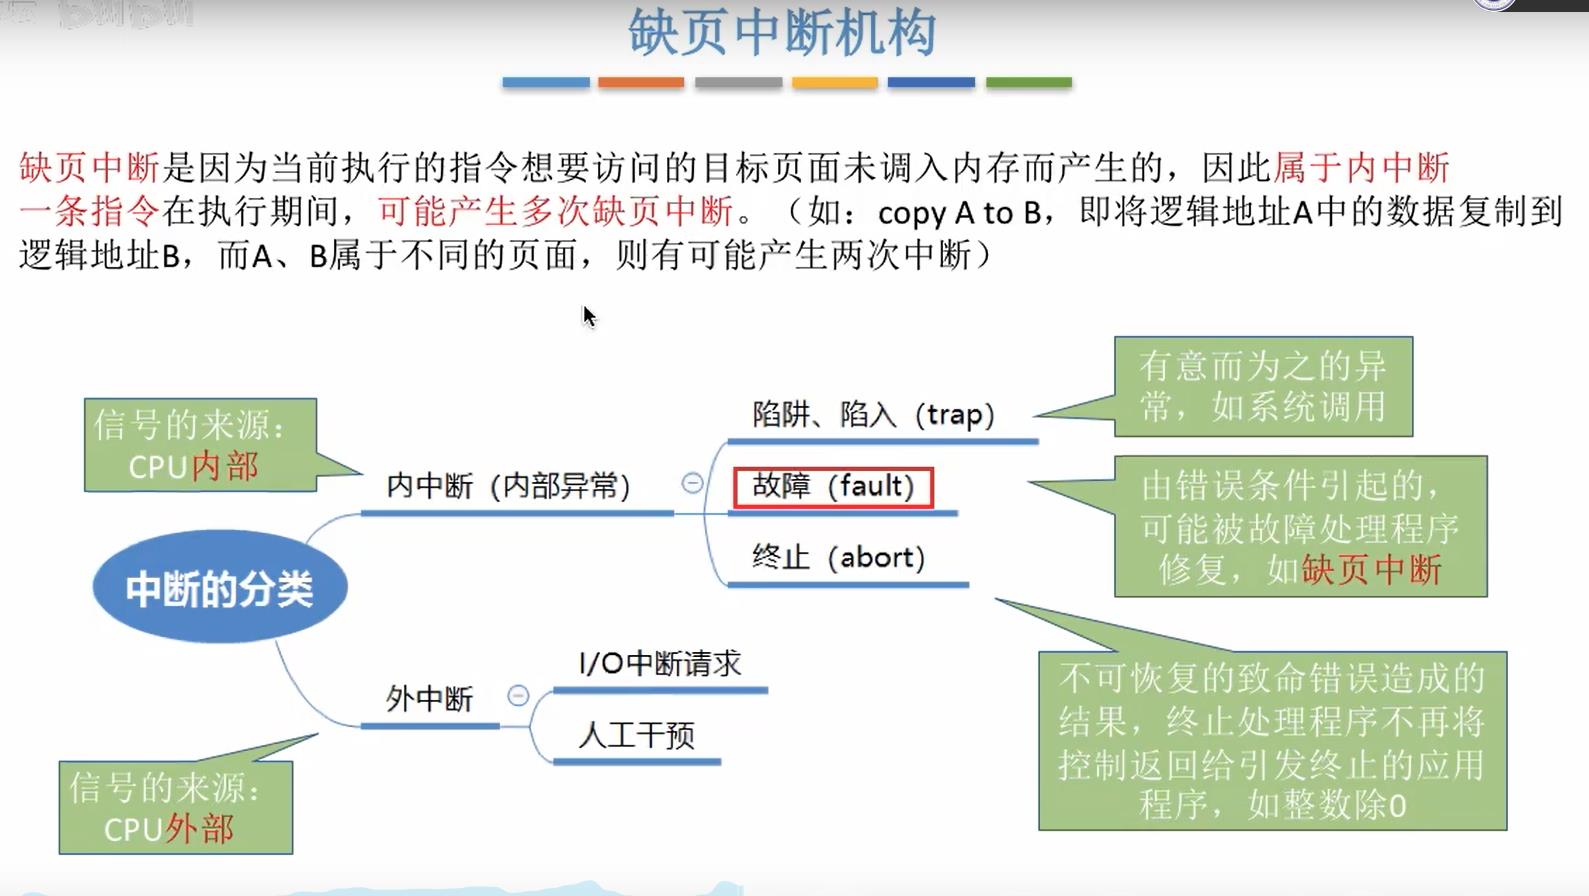 缺页中断机构
缺页中断是因为当前执行的指令想要访问的目标页面未调入内存而产生的，因此属于内中断
一条指令在执行期间，可能产生多次缺页中断。（如：copy A to B，即将逻辑地址A中的数据复制到
逻辑地址B，而A、B属于不同的页面，则有可能产生两次中断）
有意而为之的异
常，如系统调用
信号的来源：
CPU内部
陷阱、陷入（trap）
内中断（内部异常）
故障（fault）
由错误条件引起的，
可能被故障处理程序
修复，如缺页中断
终止（abort）
中断的分类
I/O中断请求
外中断
人工干预
不可恢复的致命错误造成的
结果，终止处理程序不再将
控制返回给引发终止的应用
程序，如整数除0
信号的来源：
CPU外部